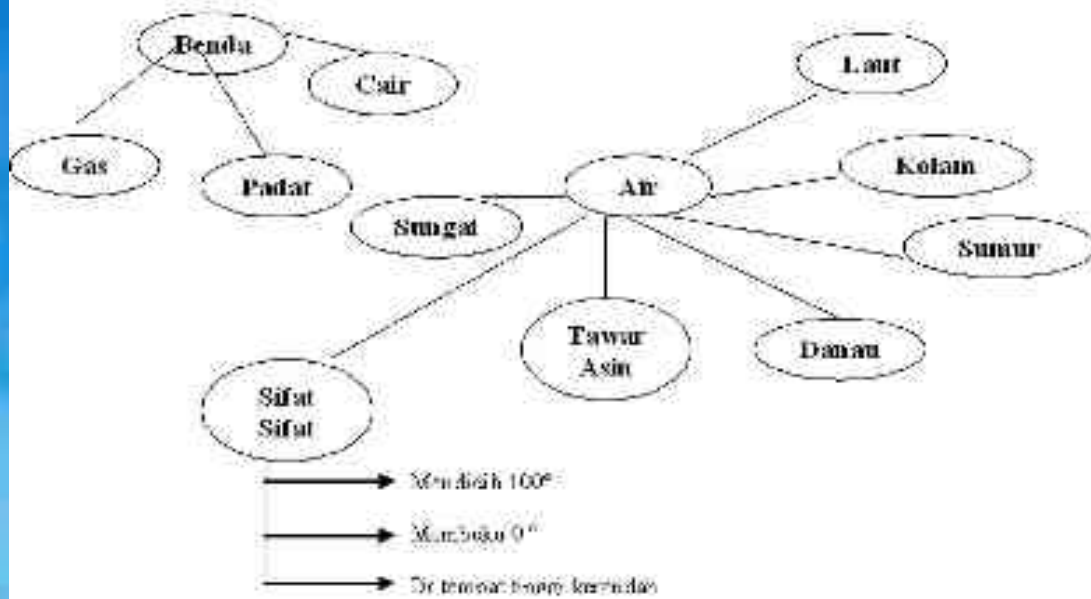 Benda
Cair
Gas
Padat
Laut
Kolam
Air
Sungai
Sumur
Tawar
Asin
Danau
Sifat
Sifat
Mendidih 100°
Membeku 0 °
Di tempat tinggi kerendah